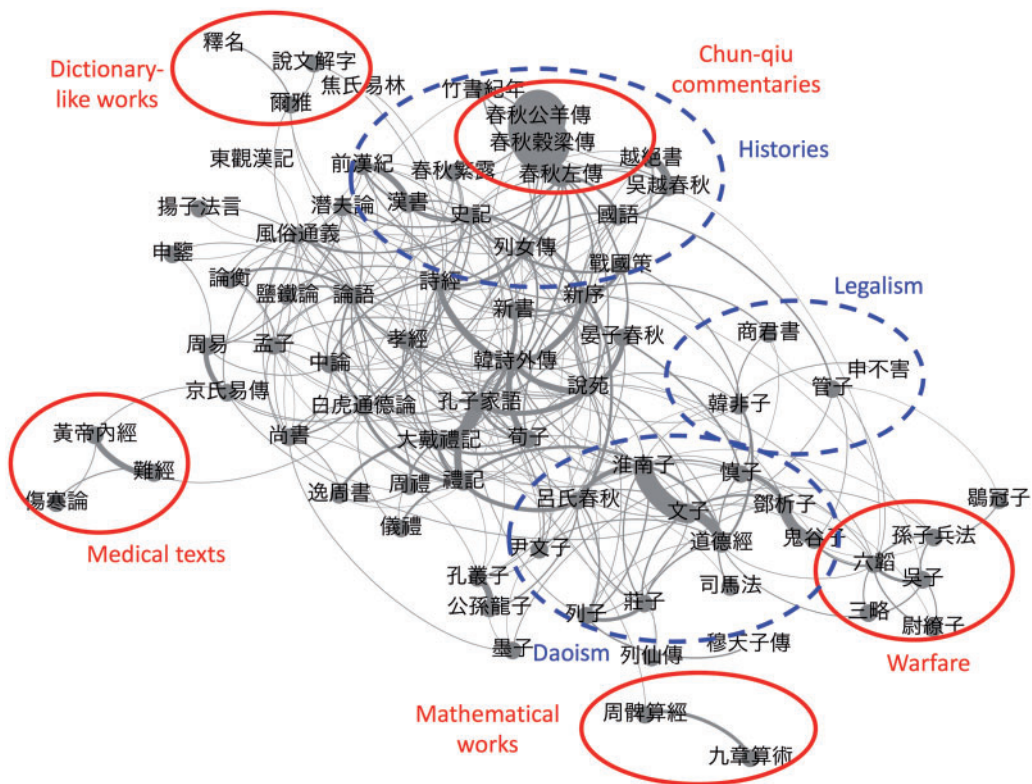 釋名
說文解字
Dictionary-
like works
焦氏易林
爾雅
Chun-qiu
commentaries
竹書紀年
春秋公羊傳
春秋穀梁傳
春秋左傳
Histories
東觀漢記
前漢紀
春秋繁露
越絕書
吳越春秋
揚子法言
潛夫論
漢書
史記
國語
風俗通義
申鑒
列女傳
戰國策
論衡
鹽鐵論
論語
詩經
新書
新序
Legalism
周易
孟子
中論
孝經
韓詩外傳
晏子春秋
商君書
申不害
管子
京氏易傳
白虎通德論
孔子家語
說苑
韓非子
黃帝內經
難經
傷寒論
Medical texts
尚書
大戴禮記
荀子
逸周書
周禮
禮記
儀禮
呂氏春秋
淮南子
慎子
文子
鄧析子
鬼谷子
道德經
鶡冠子
孫子兵法
六韜
吳子
三略
尉繚子
Warfare
尹文子
孔叢子
公孫龍子
司馬法
列子
莊子
墨子
Daoism
列仙傳
穆天子傳
Mathematical
works
周髀算經
九章算術